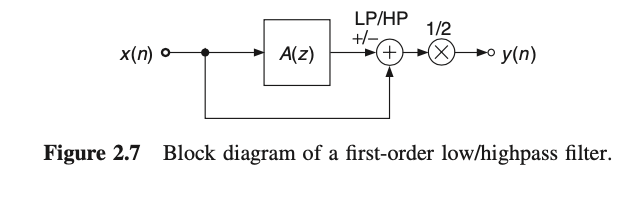 LP/HP
+/–
1/2
x(n)
A(z)
+
×
y(n)
Figure 2.7 Block diagram of a first-order low/highpass filter.